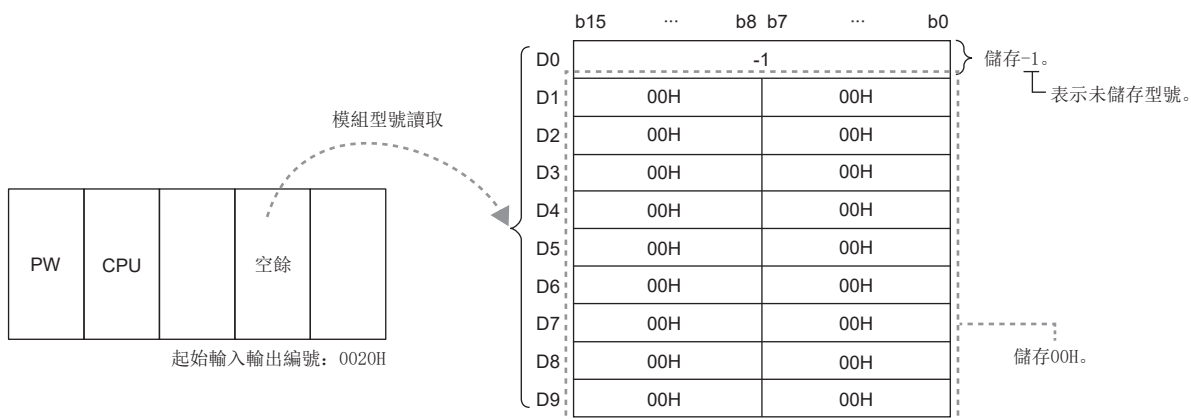 b15 … b8 b7 … b0
D0 -1 儲存-1。
表示未儲存型號。
D1 00H 00H
模組型號讀取
D2 00H 00H
D3 00H 00H
D4 00H 00H
D5 00H 00H
PW CPU 空餘
D6 00H 00H
D7 00H 00H
起始輸入輸出編號：0020H
D8 00H 00H
儲存00H。
D9 00H 00H